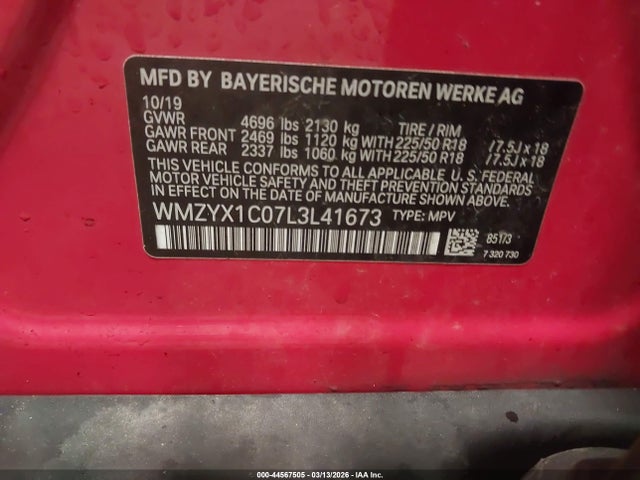 MFD BY BAYERISCHE MOTOREN WERKE AG
10/19
GVWR 4696 lbs 2130 kg TIRE / RIM
GAWR FRONT 2469 lbs 1120 kg WITH 225/50 R18 / 7.5J x 18
GAWR REAR 2337 lbs 1060 kg WITH 225/50 R18 / 7.5J x 18
THIS VEHICLE CONFORMS TO ALL APPLICABLE U.S. FEDERAL
MOTOR VEHICLE SAFETY AND THEFT PREVENTION STANDARDS
IN EFFECT ON THE DATE OF MANUFACTURE SHOWN ABOVE.
WMZYX1C07L3L41673 TYPE: MPV
851/3
7 320 730
000-44567505 | 03/13/2026 | IAA Inc.